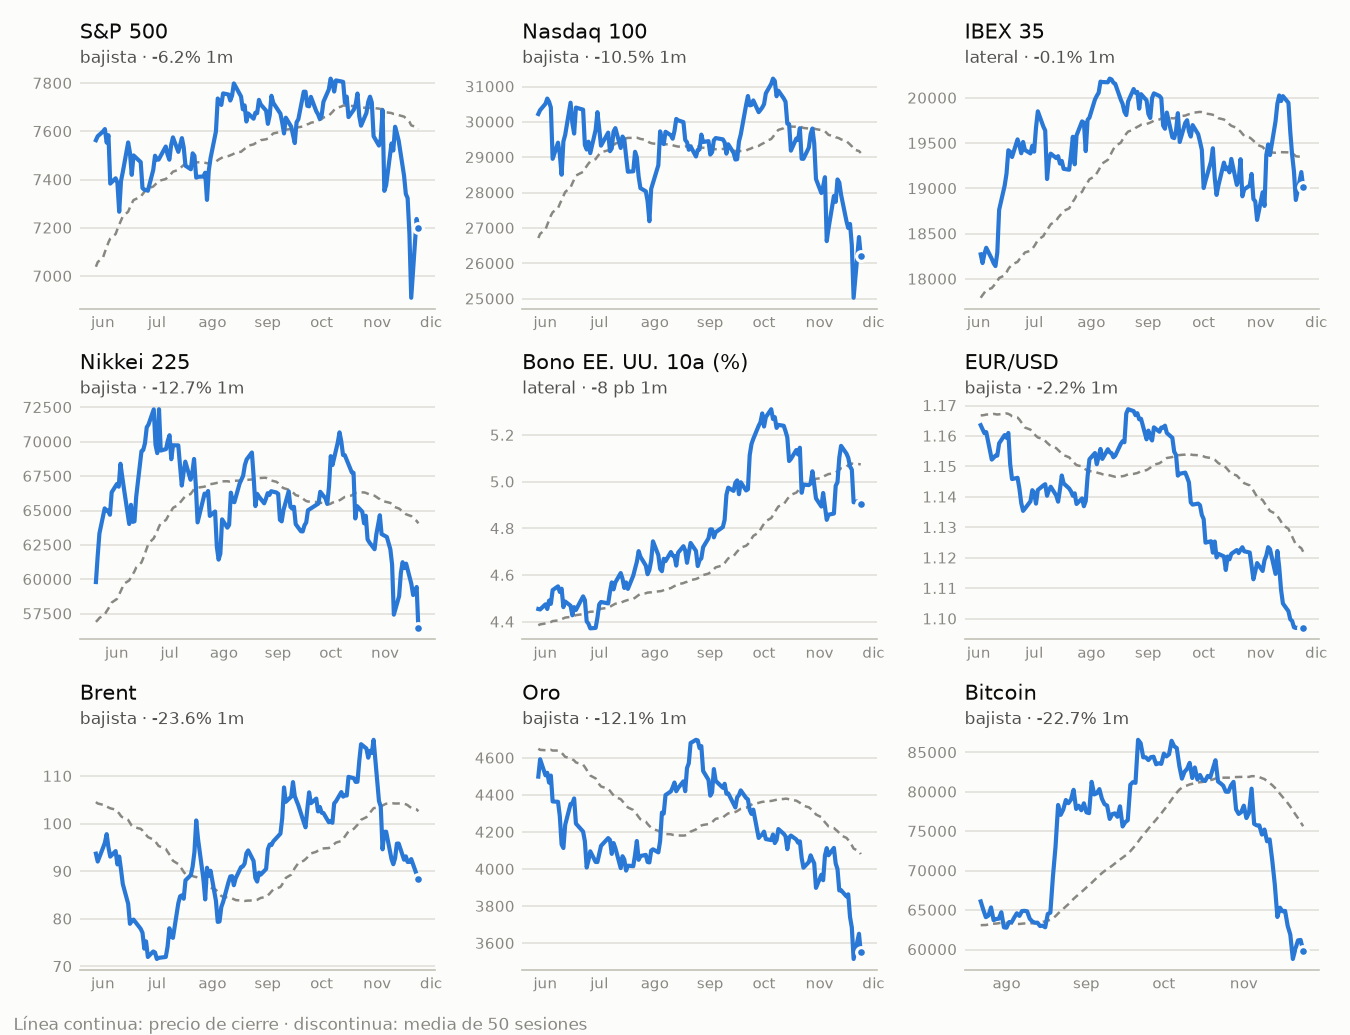 S&P 500
bajista · -6.2% 1m
7800
7600
7400
7200
7000
jun jul ago sep oct nov dic
Nasdaq 100
bajista · -10.5% 1m
31000
30000
29000
28000
27000
26000
25000
jun jul ago sep oct nov dic
IBEX 35
lateral · -0.1% 1m
20000
19500
19000
18500
18000
jun jul ago sep oct nov dic
Nikkei 225
bajista · -12.7% 1m
72500
70000
67500
65000
62500
60000
57500
jun jul ago sep oct nov
Bono EE. UU. 10a (%)
lateral · -8 pb 1m
5.2
5.0
4.8
4.6
4.4
jun jul ago sep oct nov dic
EUR/USD
bajista · -2.2% 1m
1.17
1.16
1.15
1.14
1.13
1.12
1.11
1.10
jun jul ago sep oct nov dic
Brent
bajista · -23.6% 1m
110
100
90
80
70
jun jul ago sep oct nov dic
Oro
bajista · -12.1% 1m
4600
4400
4200
4000
3800
3600
jun jul ago sep oct nov dic
Bitcoin
bajista · -22.7% 1m
85000
80000
75000
70000
65000
60000
ago sep oct nov
Línea continua: precio de cierre · discontinua: media de 50 sesiones